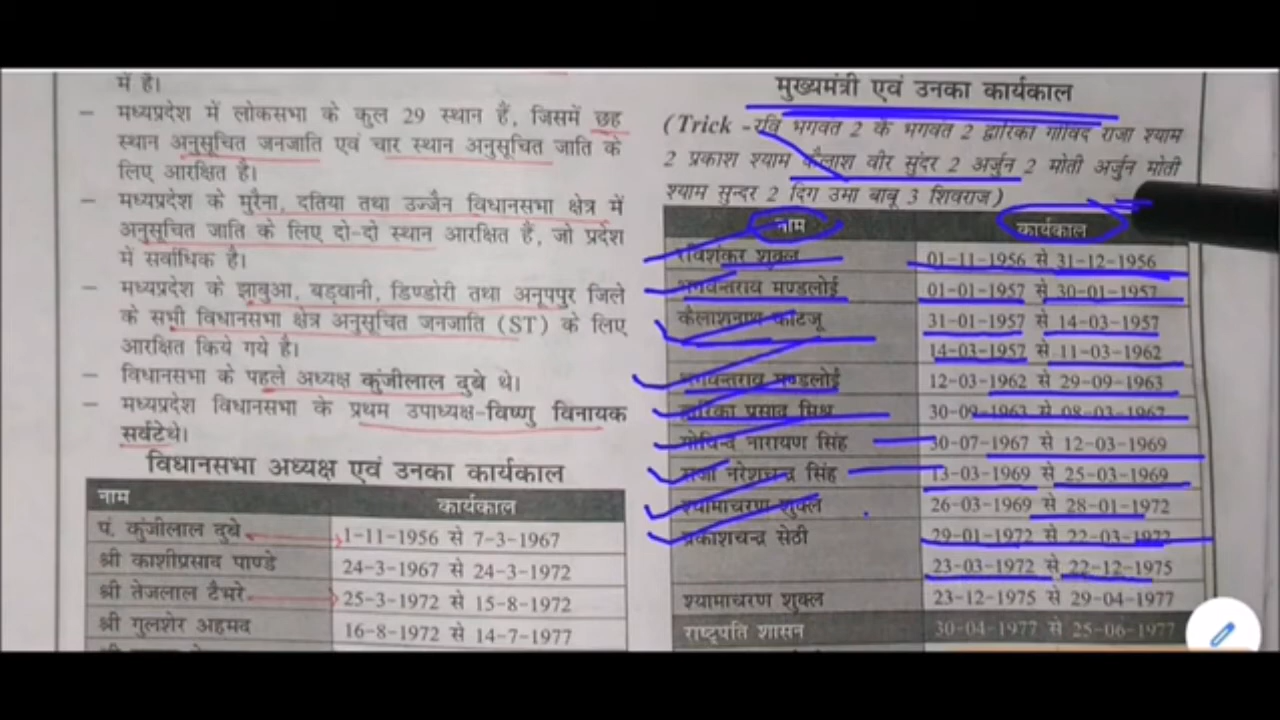 में है।
– मध्यप्रदेश में लोकसभा के कुल 29 स्थान हैं, जिसमें छह
स्थान अनुसूचित जनजाति एवं चार स्थान अनुसूचित जाति के
लिए आरक्षित है।
– मध्यप्रदेश के मुरैना, दतिया तथा उज्जैन विधानसभा क्षेत्र में
अनुसूचित जाति के लिए दो-दो स्थान आरक्षित हैं, जो प्रदेश
में सर्वाधिक है।
– मध्यप्रदेश के झाबुआ, बड़वानी, डिण्डोरी तथा अनूपपुर जिले
के सभी विधानसभा क्षेत्र अनुसूचित जनजाति (ST) के लिए
आरक्षित किये गये है।
– विधानसभा के पहले अध्यक्ष कुंजीलाल दुबे थे।
– मध्यप्रदेश विधानसभा के प्रथम उपाध्यक्ष-विष्णु विनायक
सर्वटेथे।
विधानसभा अध्यक्ष एवं उनका कार्यकाल
नाम कार्यकाल
पं. कुंजीलाल दुबे 1-11-1956 से 7-3-1967
श्री काशीप्रसाद पाण्डे 24-3-1967 से 24-3-1972
श्री तेजलाल टैभरे 25-3-1972 से 15-8-1972
श्री गुलशेर अहमद 16-8-1972 से 14-7-1977
मुख्यमंत्री एवं उनका कार्यकाल
(Trick -रवि भगवत 2 के भगवंत 2 द्वारिका गोविंद राजा श्याम
2 प्रकाश श्याम कैलाश वीर सुंदर 2 अर्जुन 2 मोती अर्जुन मोती
श्याम सुन्दर 2 दिग उमा बाबू 3 शिवराज)
नाम कार्यकाल
रविशंकर शुक्ल 01-11-1956 से 31-12-1956
भगवन्तराव मण्डलोई 01-01-1957 से 30-01-1957
कैलाशनाथ काटजू 31-01-1957 से 14-03-1957
14-03-1957 से 11-03-1962
भगवन्तराव मण्डलोई 12-03-1962 से 29-09-1963
द्वारिका प्रसाद मिश्र 30-09-1963 से 08-03-1967
गोविन्द नारायण सिंह 30-07-1967 से 12-03-1969
राजा नरेशचन्द्र सिंह 13-03-1969 से 25-03-1969
श्यामाचरण शुक्ल 26-03-1969 से 28-01-1972
प्रकाशचन्द्र सेठी 29-01-1972 से 22-03-1972
23-03-1972 से 22-12-1975
श्यामाचरण शुक्ल 23-12-1975 से 29-04-1977
राष्ट्रपति शासन 30-04-1977 से 25-06-1977